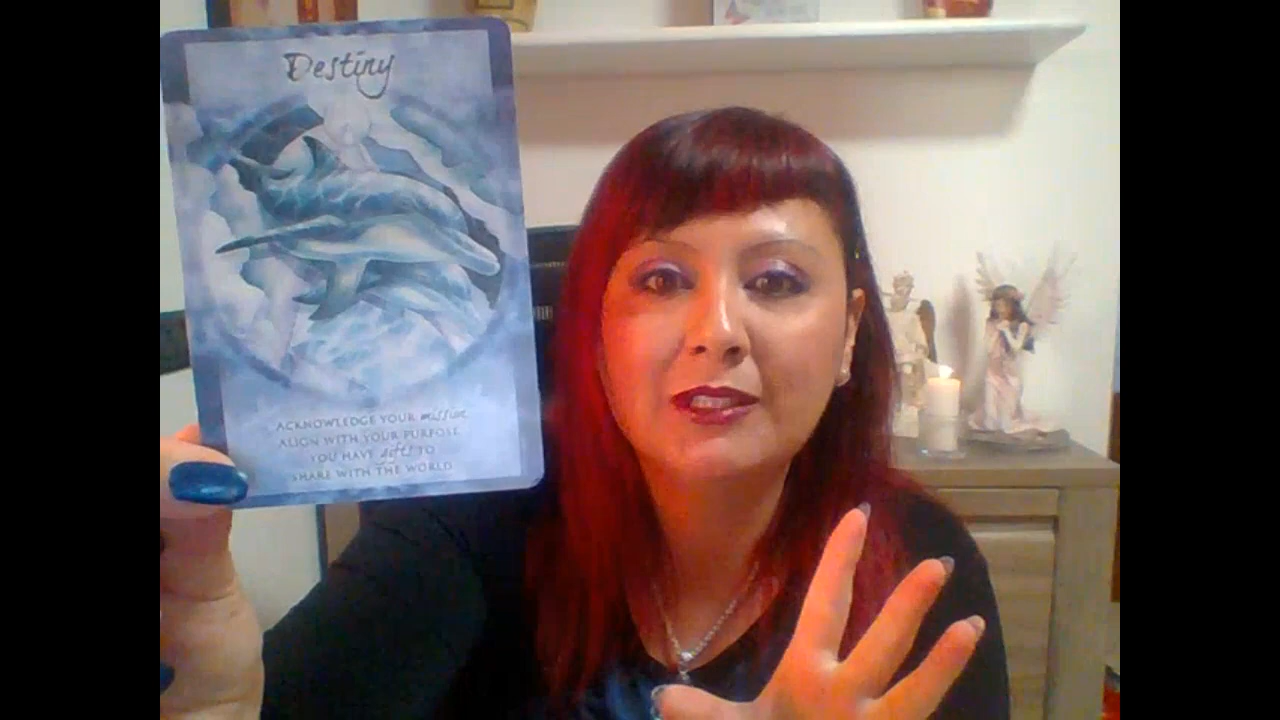 Destiny
ACKNOWLEDGE YOUR mission
ALIGN WITH YOUR PURPOSE
YOU HAVE gifts TO
SHARE WITH THE WORLD